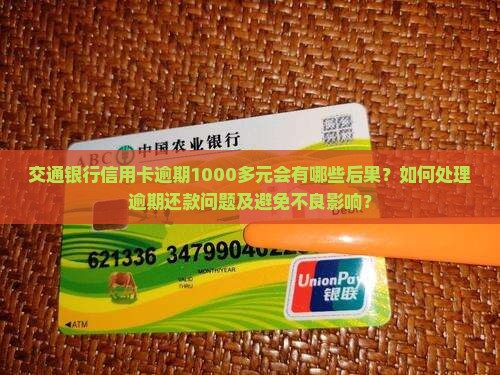 ABC 中国农业银行
交通银行信用卡逾期1000多元会有哪些后果？如何处理
逾期还款问题及避免不良影响？
Debit
621336
MONTH/YEAR
VALID
THRU
UnionPay
银联
◀ATM